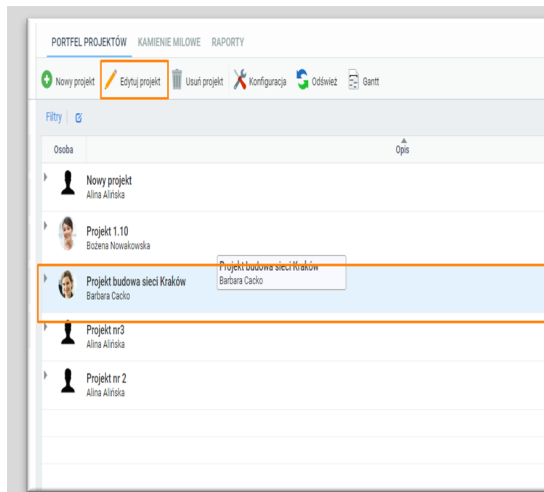 PORTFEL PROJEKTÓW KAMIENIE MILOWE RAPORTY
Nowy projekt Edytuj projekt Usuń projekt Konfiguracja Odśwież Gantt
Filtry
Osoba Opis
Nowy projekt
Alina Alińska
Projekt 1.10
Bożena Nowakowska
Projekt budowa sieci Kraków
Barbara Cacko
Projekt budowa sieci Kraków
Barbara Cacko
Projekt nr3
Alina Alińska
Projekt nr 2
Alina Alińska